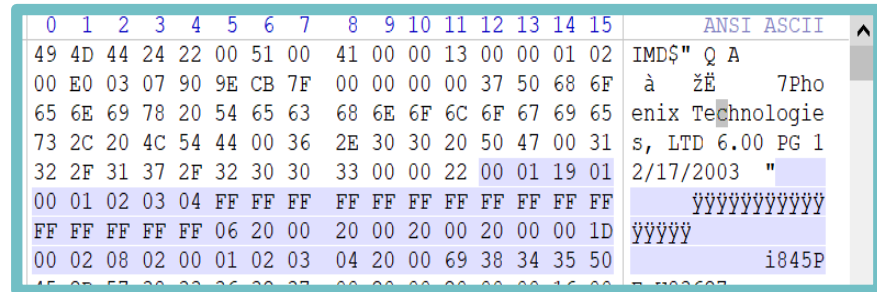 0 1 2 3 4 5 6 7 8 9 10 11 12 13 14 15 ANSI ASCII
49 4D 44 24 22 00 51 00 41 00 00 13 00 00 01 02 IMD$" Q A
00 E0 03 07 90 9E CB 7F 00 00 00 00 37 50 68 6F à žË 7Pho
65 6E 69 78 20 54 65 63 68 6E 6F 6C 6F 67 69 65 enix Technologie
73 2C 20 4C 54 44 00 36 2E 30 30 20 50 47 00 31 s, LTD 6.00 PG 1
32 2F 31 37 2F 32 30 30 33 00 00 22 00 01 19 01 2/17/2003 "
00 01 02 03 04 FF FF FF FF FF FF FF FF FF FF FF ÿÿÿÿÿÿÿÿÿÿÿ
FF FF FF FF FF 06 20 00 20 00 20 00 20 00 00 1D ÿÿÿÿÿ
00 02 08 02 00 01 02 03 04 20 00 69 38 34 35 50 i845P